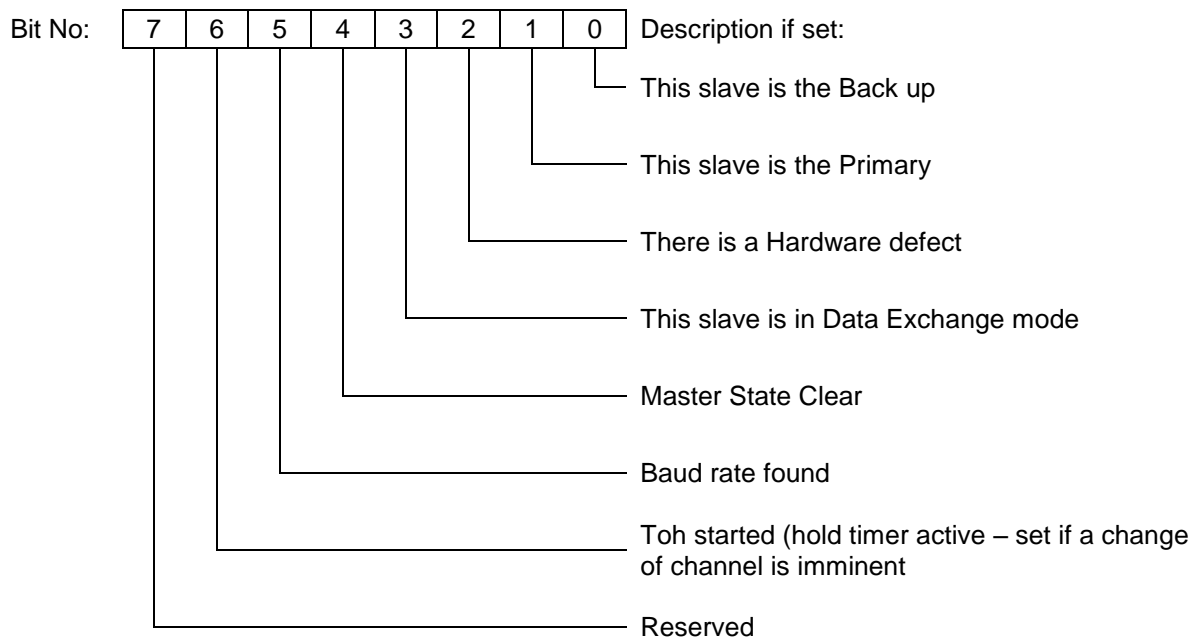 Bit No: 7 6 5 4 3 2 1 0 Description if set:
This slave is the Back up
This slave is the Primary
There is a Hardware defect
This slave is in Data Exchange mode
Master State Clear
Baud rate found
Toh started (hold timer active – set if a change
of channel is imminent
Reserved